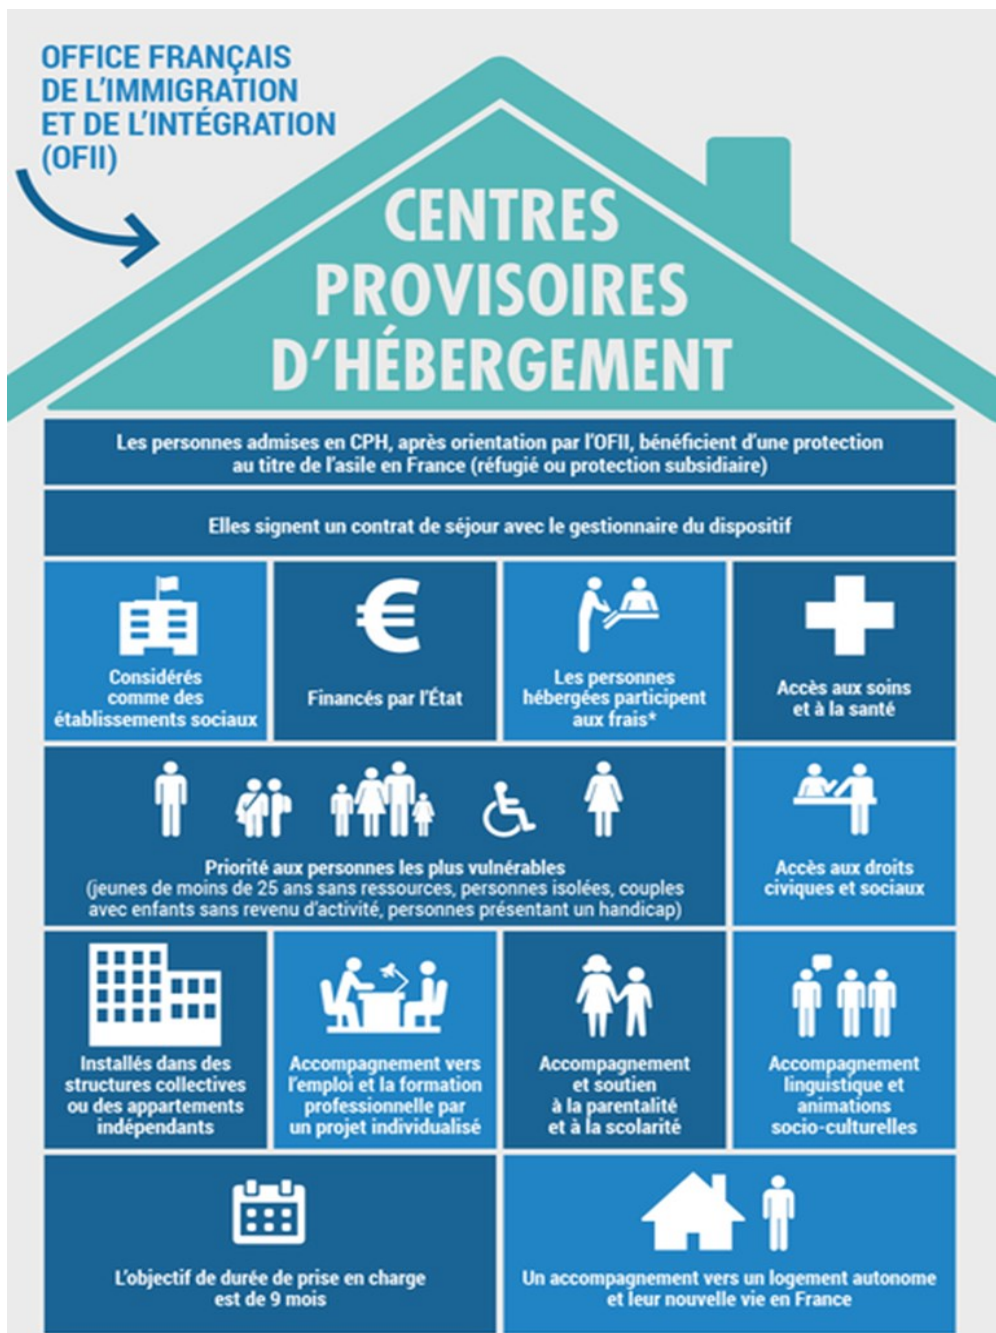 OFFICE FRANÇAIS
DE L'IMMIGRATION
ET DE L'INTÉGRATION
(OFII)
CENTRES
PROVISOIRES
D'HÉBERGEMENT
Les personnes admises en CPH, après orientation par l'OFII, bénéficient d'une protection
au titre de l'asile en France (réfugié ou protection subsidiaire)
Elles signent un contrat de séjour avec le gestionnaire du dispositif
Considérés
comme des
établissements sociaux
€
Financés par l'État
Les personnes
hébergées participent
aux frais*
Accès aux soins
et à la santé
Priorité aux personnes les plus vulnérables
(jeunes de moins de 25 ans sans ressources, personnes isolées, couples
avec enfants sans revenu d'activité, personnes présentant un handicap)
Accès aux droits
civiques et sociaux
Installés dans des
structures collectives
ou des appartements
indépendants
Accompagnement vers
l'emploi et la formation
professionnelle par
un projet individualisé
Accompagnement
et soutien
à la parentalité
et à la scolarité
Accompagnement
linguistique et
animations
socio-culturelles
L'objectif de durée de prise en charge
est de 9 mois
Un accompagnement vers un logement autonome
et leur nouvelle vie en France